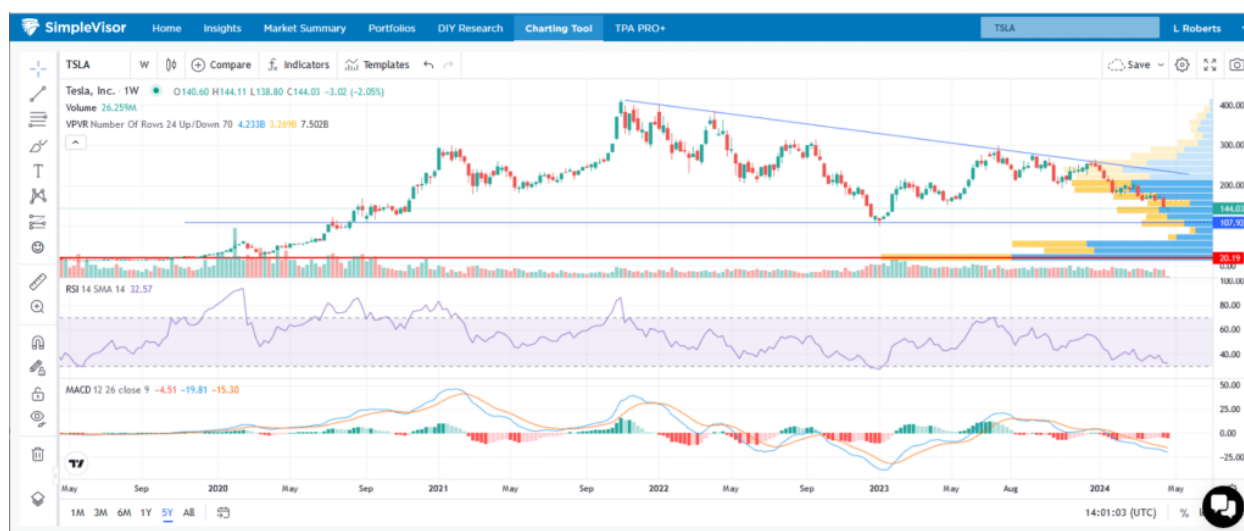 SimpleVisor Home Insights Market Summary Portfolios DIY Research Charting Tool TPA PRO+ TSLA L Roberts
TSLA W Compare fx Indicators Templates Save
Tesla, Inc. · 1W O140.60 H144.11 L138.80 C144.03 −3.02 (−2.05%)
Volume 26.259M
VPVR Number Of Rows 24 Up/Down 70 4.233B 3.269B 7.502B
400.00
300.00
200.00
144.03
107.92
20.19
0.00
RSI 14 SMA 14 32.57
100.00
80.00
60.00
40.00
MACD 12 26 close 9 −4.51 −19.81 −15.30
50.00
25.00
0.00
−25.00
May Sep 2020 May Sep 2021 May Sep 2022 May Sep 2023 May Aug 2024 May
1M 3M 6M 1Y 5Y All 14:01:03 (UTC) %